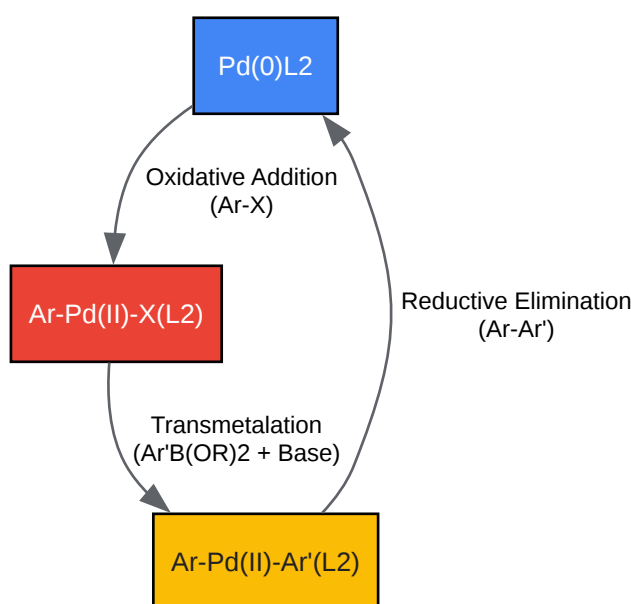 Pd(0)L2
Oxidative Addition
(Ar-X)
Ar-Pd(II)-X(L2)
Reductive Elimination
(Ar-Ar')
Transmetalation
(Ar'B(OR)2 + Base)
Ar-Pd(II)-Ar'(L2)